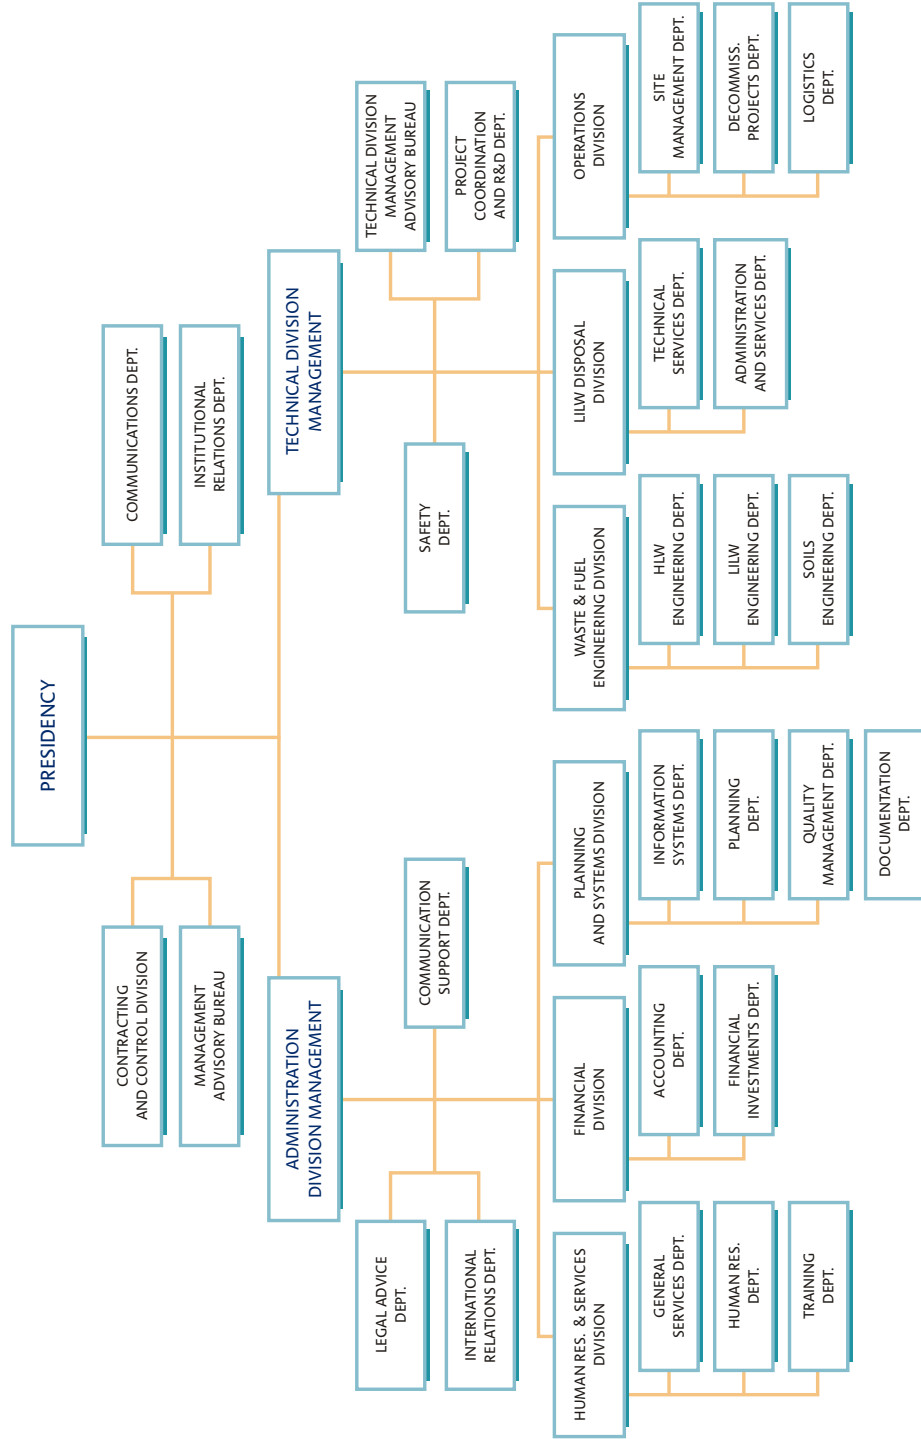 PRESIDENCY
CONTRACTING
AND CONTROL DIVISION
MANAGEMENT
ADVISORY BUREAU
COMMUNICATIONS DEPT.
INSTITUTIONAL
RELATIONS DEPT.
ADMINISTRATION
DIVISION MANAGEMENT
TECHNICAL DIVISION
MANAGEMENT
LEGAL ADVICE
DEPT.
INTERNATIONAL
RELATIONS DEPT.
COMMUNICATION
SUPPORT DEPT.
SAFETY
DEPT.
TECHNICAL DIVISION
MANAGEMENT
ADVISORY BUREAU
PROJECT
COORDINATION
AND R&D DEPT.
HUMAN RES. & SERVICES
DIVISION
GENERAL
SERVICES DEPT.
HUMAN RES.
DEPT.
TRAINING
DEPT.
FINANCIAL
DIVISION
ACCOUNTING
DEPT.
FINANCIAL
INVESTMENTS DEPT.
PLANNING
AND SYSTEMS DIVISION
INFORMATION
SYSTEMS DEPT.
PLANNING
DEPT.
QUALITY
MANAGEMENT DEPT.
DOCUMENTATION
DEPT.
WASTE & FUEL
ENGINEERING DIVISION
HLW
ENGINEERING DEPT.
LILW
ENGINEERING DEPT.
SOILS
ENGINEERING DEPT.
LILW DISPOSAL
DIVISION
TECHNICAL
SERVICES DEPT.
ADMINISTRATION
AND SERVICES DEPT.
OPERATIONS
DIVISION
SITE
MANAGEMENT DEPT.
DECOMMISS.
PROJECTS DEPT.
LOGISTICS
DEPT.